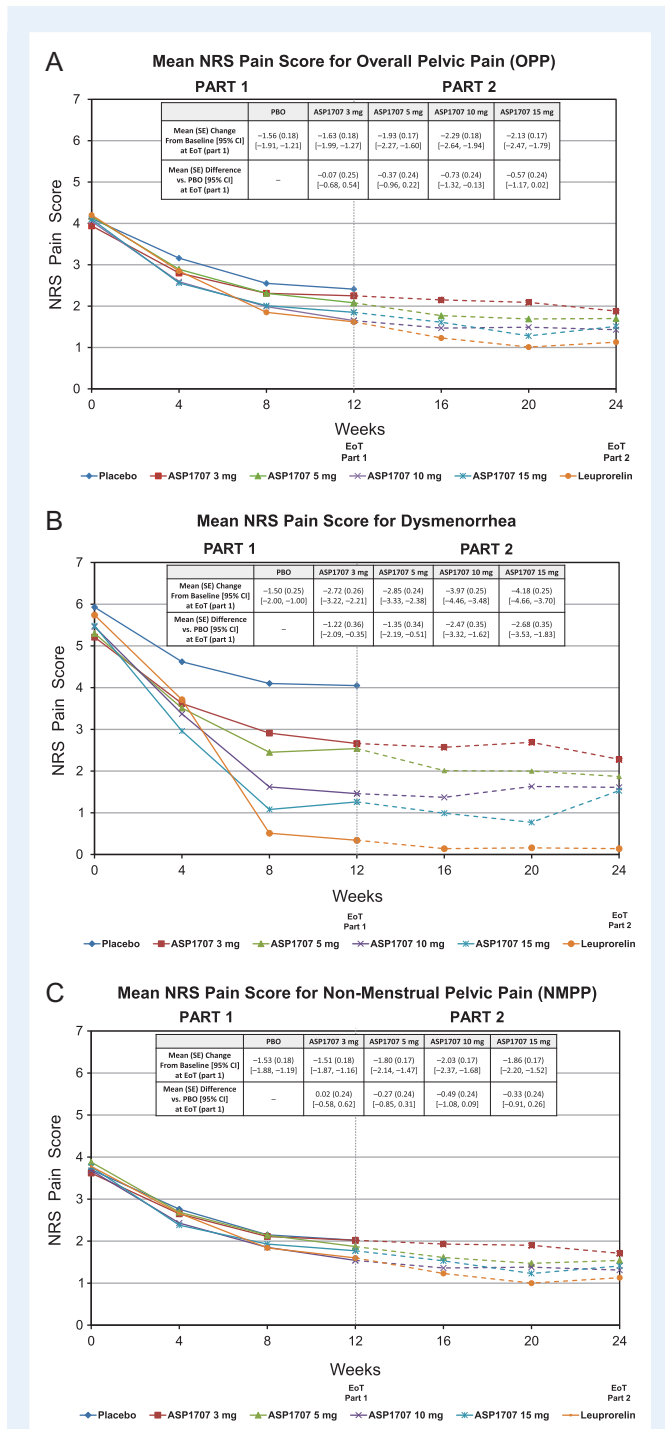 A
Mean NRS Pain Score for Overall Pelvic Pain (OPP)
PART 1 PART 2
PBO ASP1707 3 mg ASP1707 5 mg ASP1707 10 mg ASP1707 15 mg
Mean (SE) Change
From Baseline [95% CI]
at EoT (part 1)
−1.56 (0.18) −1.63 (0.18) −1.93 (0.17) −2.29 (0.18) −2.13 (0.17)
[−1.91, −1.21] [−1.99, −1.27] [−2.27, −1.60] [−2.64, −1.94] [−2.47, −1.79]
Mean (SE) Difference
vs. PBO [95% CI]
at EoT (part 1)
– −0.07 (0.25) −0.37 (0.24) −0.73 (0.24) −0.57 (0.24)
[−0.68, 0.54] [−0.96, 0.22] [−1.32, −0.13] [−1.17, 0.02]
NRS Pain Score
7
6
5
4
3
2
1
0
0 4 8 12 16 20 24
Weeks
EoT
Part 1
EoT
Part 2
Placebo ASP1707 3 mg ASP1707 5 mg ASP1707 10 mg ASP1707 15 mg Leuprorelin
B
Mean NRS Pain Score for Dysmenorrhea
PART 1 PART 2
PBO ASP1707 3 mg ASP1707 5 mg ASP1707 10 mg ASP1707 15 mg
Mean (SE) Change
From Baseline [95% CI]
at EoT (part 1)
−1.50 (0.25) −2.72 (0.26) −2.85 (0.24) −3.97 (0.25) −4.18 (0.25)
[−2.00, −1.00] [−3.22, −2.21] [−3.33, −2.38] [−4.46, −3.48] [−4.66, −3.70]
Mean (SE) Difference
vs. PBO [95% CI]
at EoT (part 1)
– −1.22 (0.36) −1.35 (0.34) −2.47 (0.35) −2.68 (0.35)
[−2.09, −0.35] [−2.19, −0.51] [−3.32, −1.62] [−3.53, −1.83]
NRS Pain Score
7
6
5
4
3
2
1
0
0 4 8 12 16 20 24
Weeks
EoT
Part 1
EoT
Part 2
Placebo ASP1707 3 mg ASP1707 5 mg ASP1707 10 mg ASP1707 15 mg Leuprorelin
C
Mean NRS Pain Score for Non-Menstrual Pelvic Pain (NMPP)
PART 1 PART 2
PBO ASP1707 3 mg ASP1707 5 mg ASP1707 10 mg ASP1707 15 mg
Mean (SE) Change
From Baseline [95% CI]
at EoT (part 1)
−1.53 (0.18) −1.51 (0.18) −1.80 (0.17) −2.03 (0.17) −1.86 (0.17)
[−1.88, −1.19] [−1.87, −1.16] [−2.14, −1.47] [−2.37, −1.68] [−2.20, −1.52]
Mean (SE) Difference
vs. PBO [95% CI]
at EoT (part 1)
– 0.02 (0.24) −0.27 (0.24) −0.49 (0.24) −0.33 (0.24)
[−0.58, 0.62] [−0.85, 0.31] [−1.08, 0.09] [−0.91, 0.26]
NRS Pain Score
7
6
5
4
3
2
1
0
0 4 8 12 16 20 24
Weeks
EoT
Part 1
EoT
Part 2
Placebo ASP1707 3 mg ASP1707 5 mg ASP1707 10 mg ASP1707 15 mg Leuprorelin